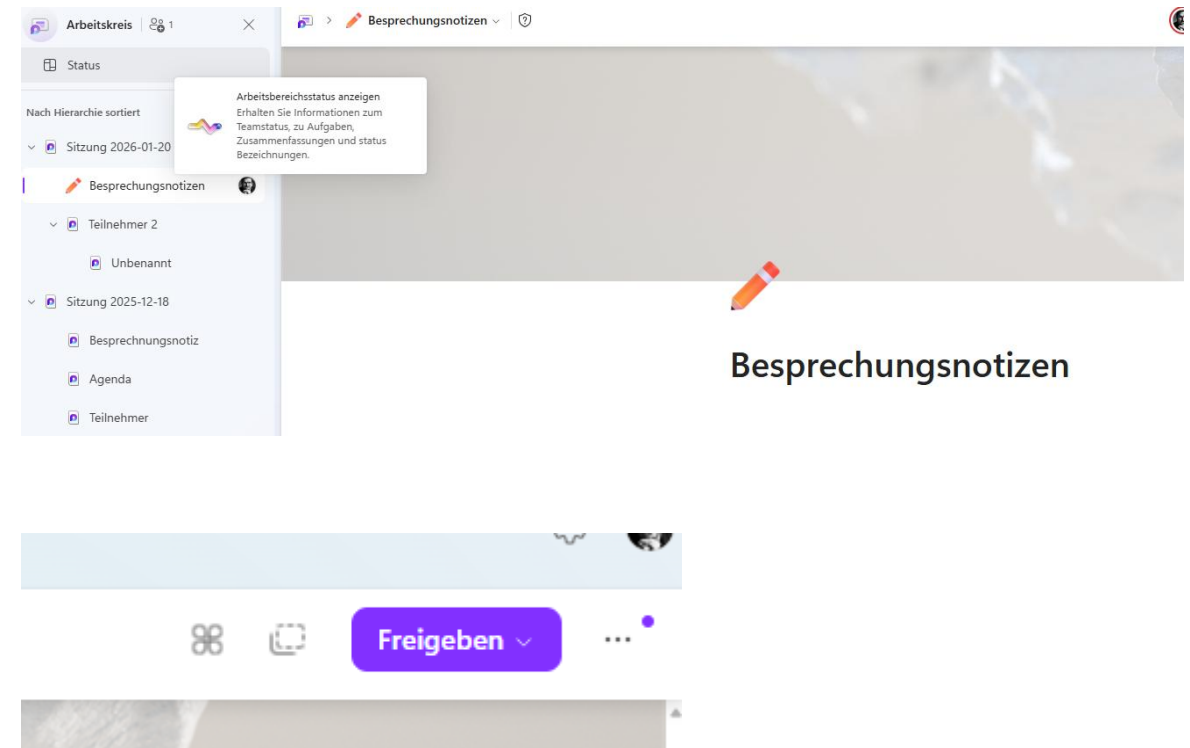 Arbeitskreis 1
Besprechungsnotizen
Status
Arbeitsbereichsstatus anzeigen
Erhalten Sie Informationen zum
Teamstatus, zu Aufgaben,
Zusammenfassungen und status
Bezeichnungen.
Nach Hierarchie sortiert
Sitzung 2026-01-20
Besprechungsnotizen
Teilnehmer 2
Unbenannt
Sitzung 2025-12-18
Besprechnungsnotiz
Agenda
Teilnehmer
Besprechungsnotizen
Freigeben